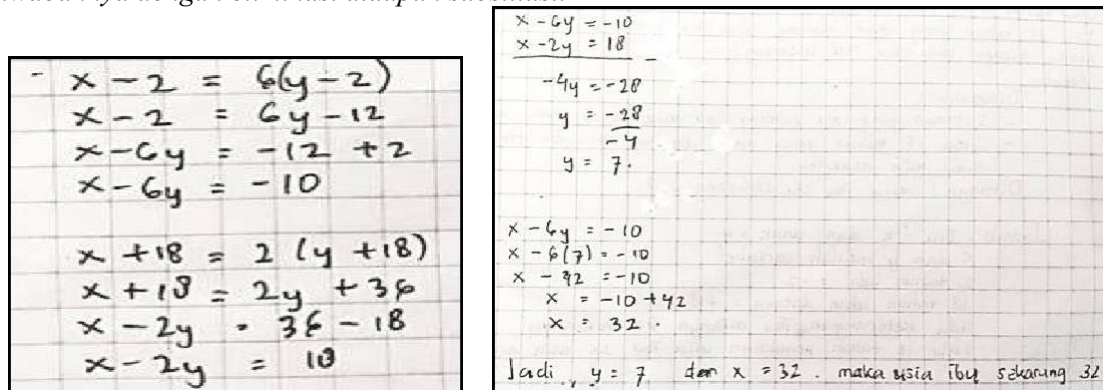 x - 2 = 6(y - 2)
x - 2 = 6y - 12
x - 6y = -12 + 2
x - 6y = -10
x + 18 = 2 (y + 18)
x + 18 = 2y + 36
x - 2y = 36 - 18
x - 2y = 18
x - 6y = -10
x - 2y = 18 -
-4y = -28
y = -28
-4
y = 7.
x - 6y = -10
x - 6(7) = -10
x - 42 = -10
x = -10 + 42
x = 32.
Jadi, y = 7 dan x = 32. maka usia ibu sekarang 32